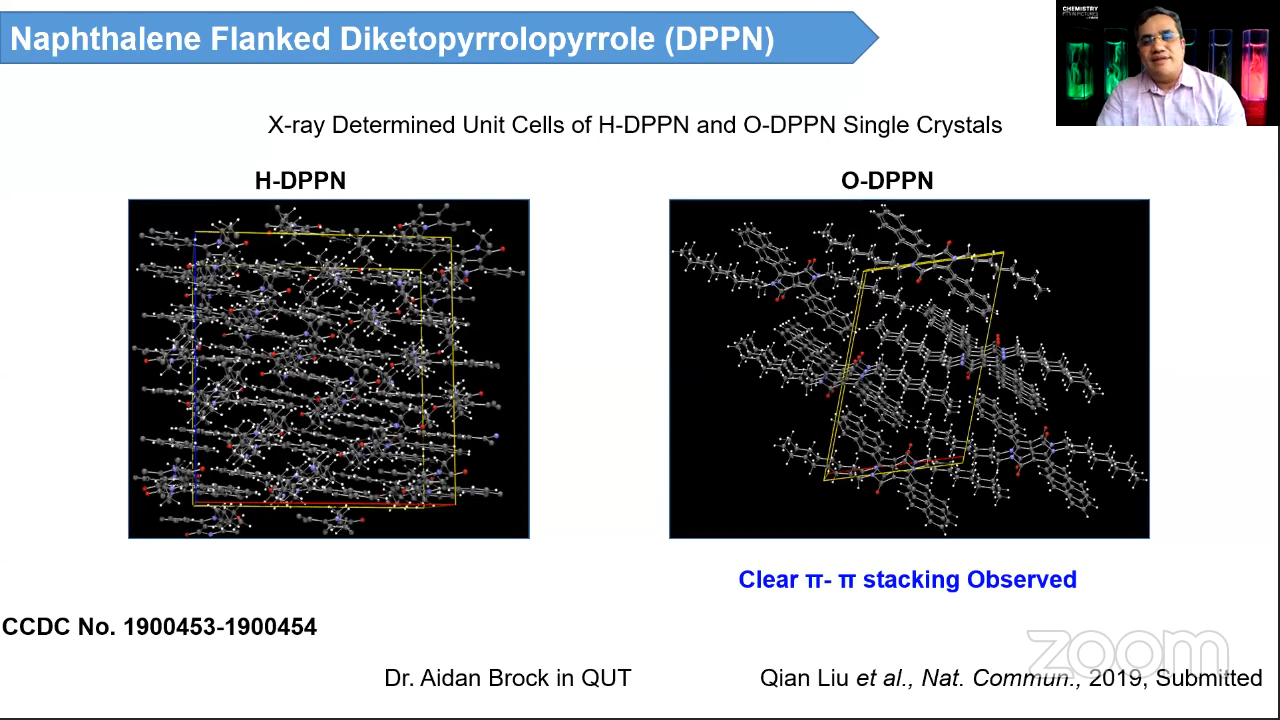 Naphthalene Flanked Diketopyrrolopyrrole (DPPN)
CHEMISTRY
X-ray Determined Unit Cells of H-DPPN and O-DPPN Single Crystals
H-DPPN
O-DPPN
Clear π- π stacking Observed
CCDC No. 1900453-1900454
zoom
Dr. Aidan Brock in QUT
Qian Liu et al., Nat. Commun., 2019, Submitted